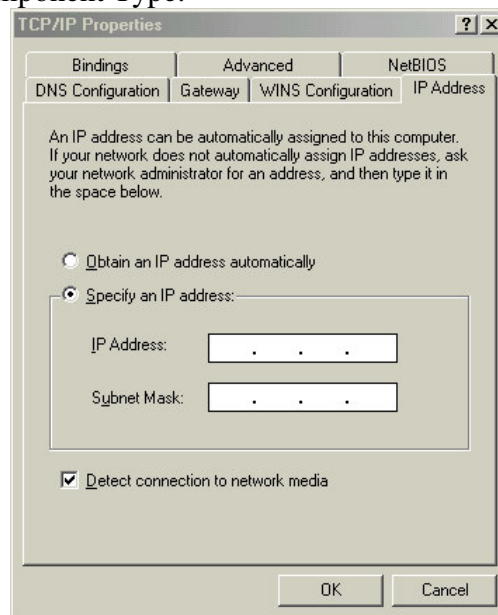 TCP/IP Properties
Bindings Advanced NetBIOS
DNS Configuration Gateway WINS Configuration IP Address
An IP address can be automatically assigned to this computer.
If your network does not automatically assign IP addresses, ask
your network administrator for an address, and then type it in
the space below.
Obtain an IP address automatically
Specify an IP address:
IP Address: . . .
Subnet Mask: . . .
Detect connection to network media
OK Cancel